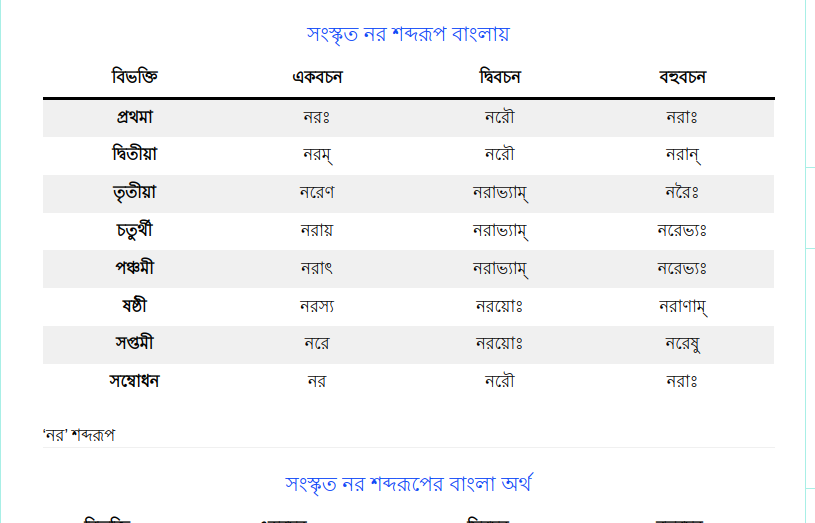 সংস্কৃত নর শব্দরূপ বাংলায়
বিভক্তি একবচন দ্বিবচন বহুবচন
প্রথমা নরঃ নরৌ নরাঃ
দ্বিতীয়া নরম্ নরৌ নরান্
তৃতীয়া নরেণ নরাভ্যাম্ নরৈঃ
চতুর্থী নরায় নরাভ্যাম্ নরেভ্যঃ
পঞ্চমী নরাৎ নরাভ্যাম্ নরেভ্যঃ
ষষ্ঠী নরস্য নরয়োঃ নরাণাম্
সপ্তমী নরে নরয়োঃ নরেষু
সম্বোধন নর নরৌ নরাঃ
‘নর’ শব্দরূপ
সংস্কৃত নর শব্দরূপের বাংলা অর্থ